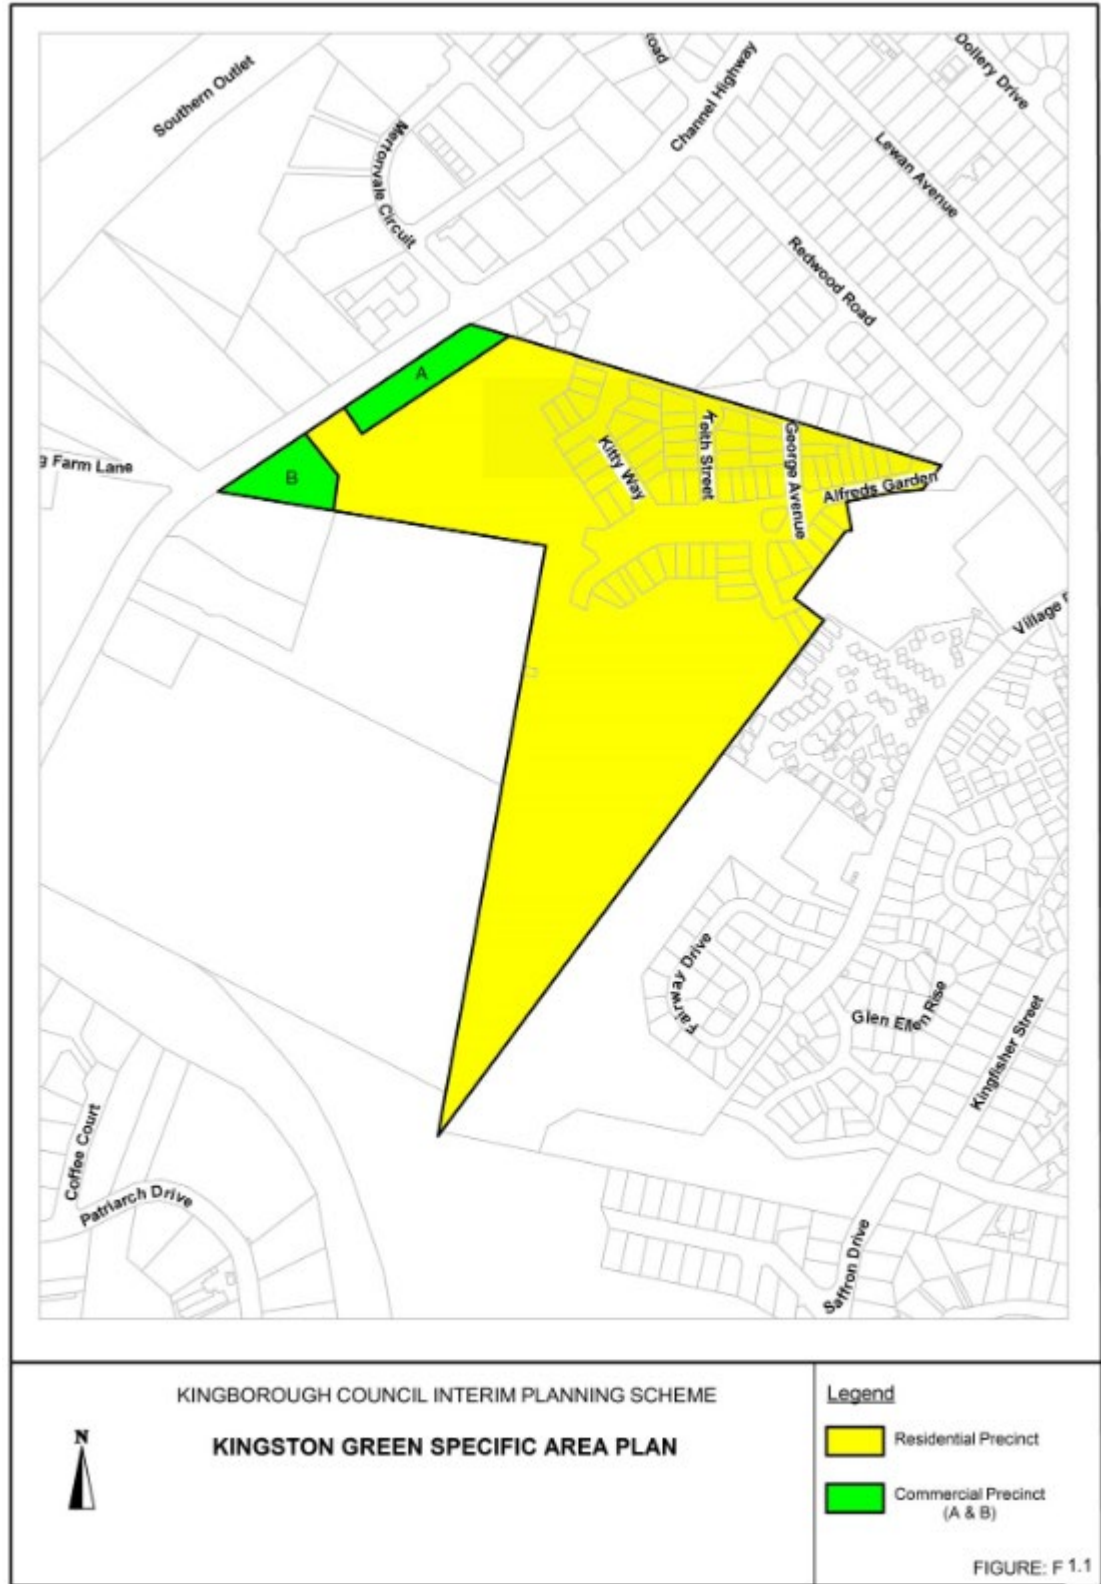 Southern Outlet
Mertonvale Circuit
Road
Channel Highway
Dollery Drive
Lewan Avenue
Redwood Road
A
B
g Farm Lane
Kitty Way
Keith Street
George Avenue
Alfreds Garden
Village
Fairway Drive
Glen Ellen Rise
Kingfisher Street
Coffee Court
Patriarch Drive
Saffron Drive
KINGBOROUGH COUNCIL INTERIM PLANNING SCHEME
N
KINGSTON GREEN SPECIFIC AREA PLAN
Legend
Residential Precinct
Commercial Precinct
(A & B)
FIGURE: F 1.1